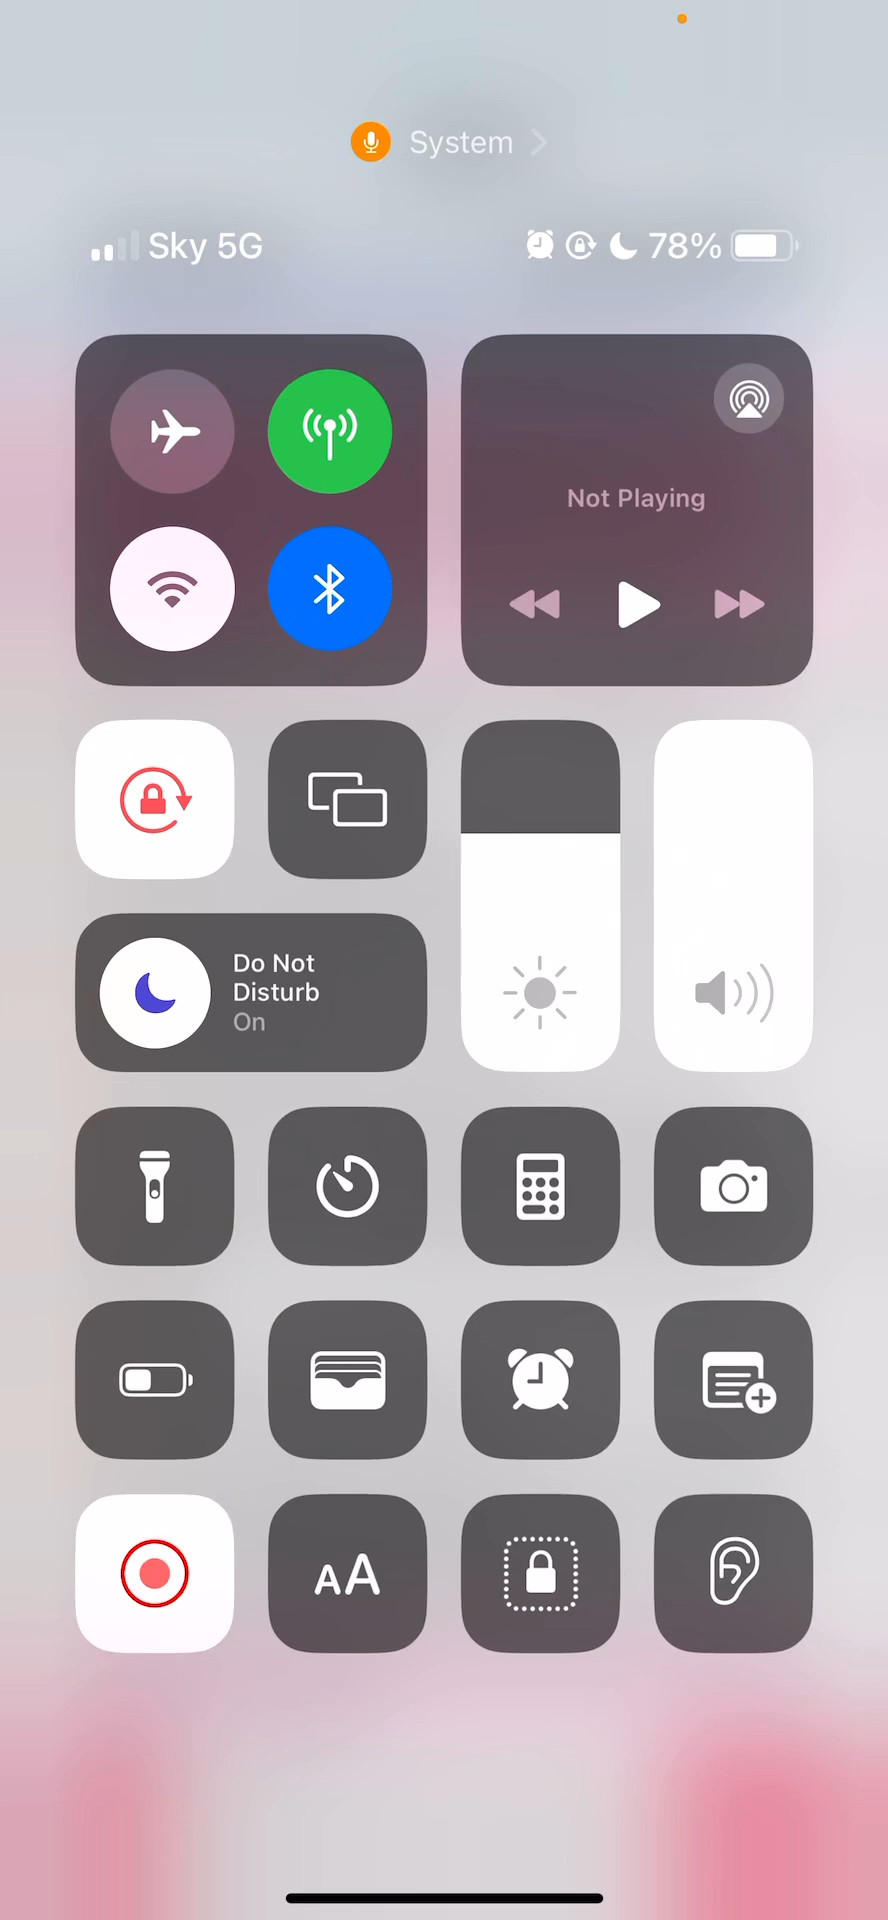 System
Sky 5G 78%
Not Playing
Do Not
Disturb
On
AA